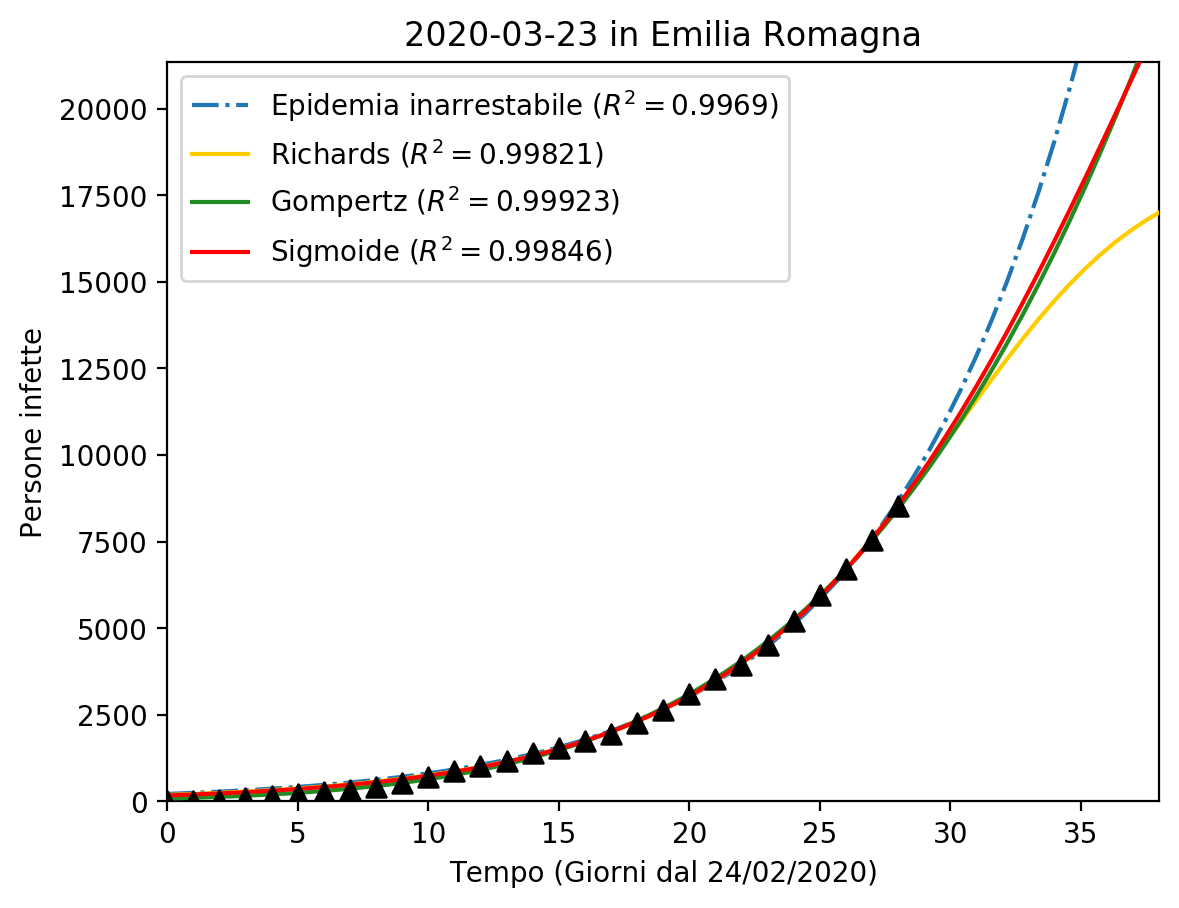 2020-03-23 in Emilia Romagna
Epidemia inarrestabile (R² = 0.9969)
Richards (R² = 0.99821)
Gompertz (R² = 0.99923)
Sigmoide (R² = 0.99846)
Persone infette
20000
17500
15000
12500
10000
7500
5000
2500
0
0 5 10 15 20 25 30 35
Tempo (Giorni dal 24/02/2020)